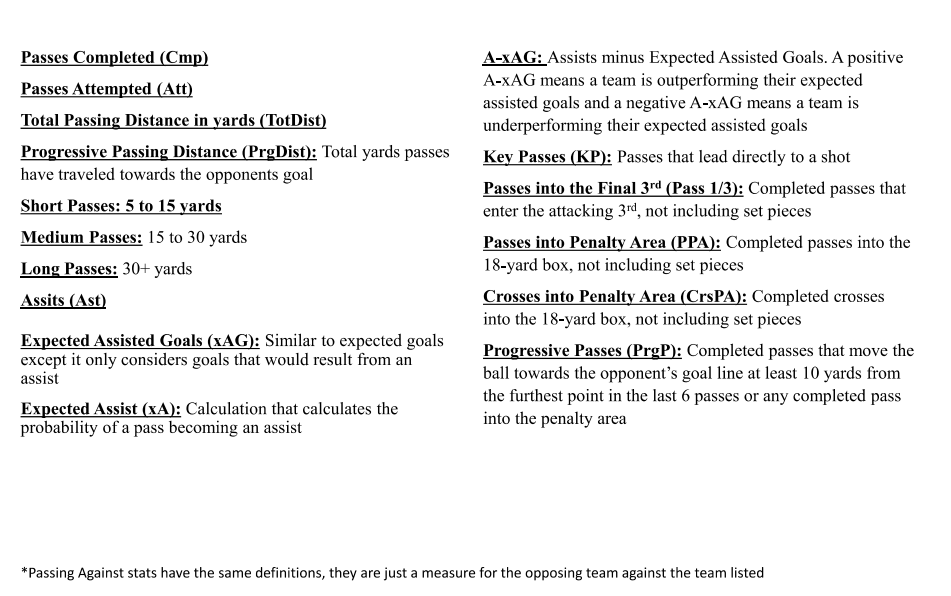 Passes Completed (Cmp)
Passes Attempted (Att)
Total Passing Distance in yards (TotDist)
Progressive Passing Distance (PrgDist): Total yards passes
have traveled towards the opponents goal
Short Passes: 5 to 15 yards
Medium Passes: 15 to 30 yards
Long Passes: 30+ yards
Assits (Ast)
Expected Assisted Goals (xAG): Similar to expected goals
except it only considers goals that would result from an
assist
Expected Assist (xA): Calculation that calculates the
probability of a pass becoming an assist
A-xAG: Assists minus Expected Assisted Goals. A positive
A-xAG means a team is outperforming their expected
assisted goals and a negative A-xAG means a team is
underperforming their expected assisted goals
Key Passes (KP): Passes that lead directly to a shot
Passes into the Final 3rd (Pass 1/3): Completed passes that
enter the attacking 3rd, not including set pieces
Passes into Penalty Area (PPA): Completed passes into the
18-yard box, not including set pieces
Crosses into Penalty Area (CrsPA): Completed crosses
into the 18-yard box, not including set pieces
Progressive Passes (PrgP): Completed passes that move the
ball towards the opponent’s goal line at least 10 yards from
the furthest point in the last 6 passes or any completed pass
into the penalty area
*Passing Against stats have the same definitions, they are just a measure for the opposing team against the team listed